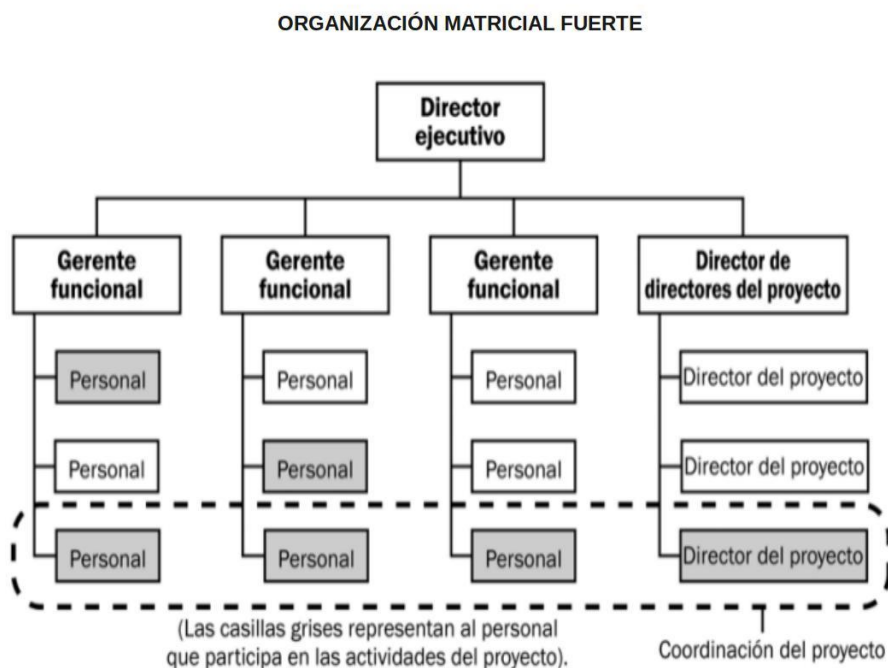 ORGANIZACIÓN MATRICIAL FUERTE
Director
ejecutivo
Gerente
funcional
Gerente
funcional
Gerente
funcional
Director de
directores del proyecto
Personal
Personal
Personal
Director del proyecto
Personal
Personal
Personal
Director del proyecto
Personal
Personal
Personal
Director del proyecto
(Las casillas grises representan al personal
que participa en las actividades del proyecto).
Coordinación del proyecto